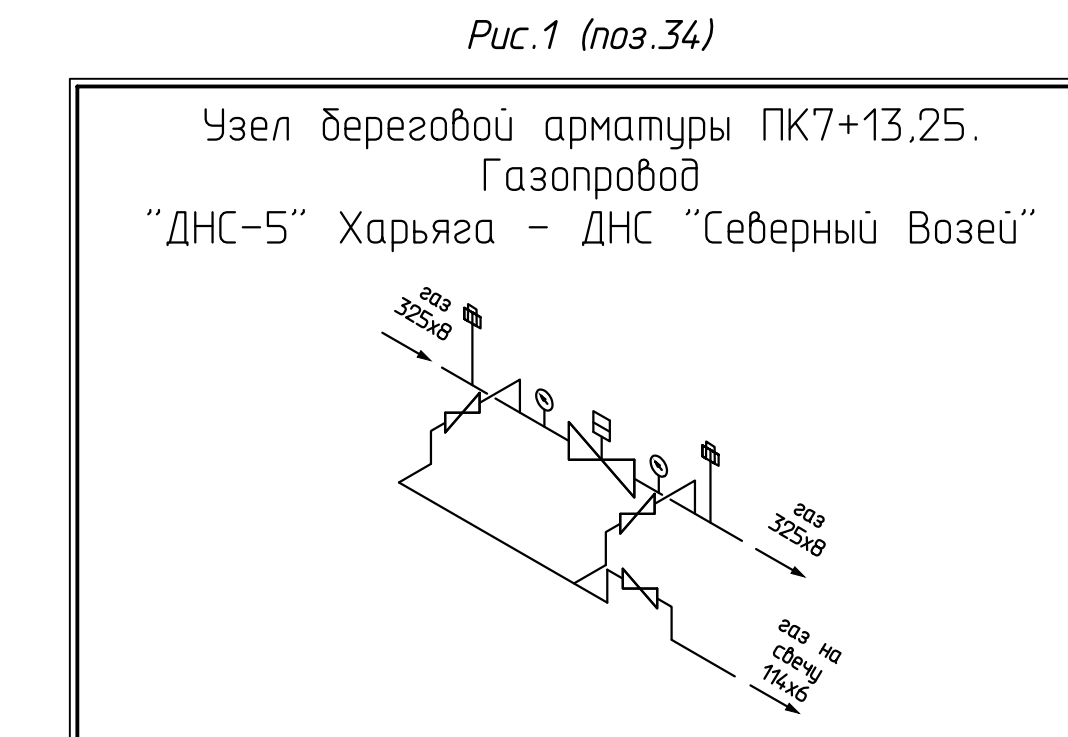 Рис.1 (поз.34)
Узел береговой арматуры ПК7+13,25.
Газопровод
"ДНС-5" Харьяга - ДНС "Северный Возей"
газ
325х8
газ
325х8
газ на
свечу
114х6